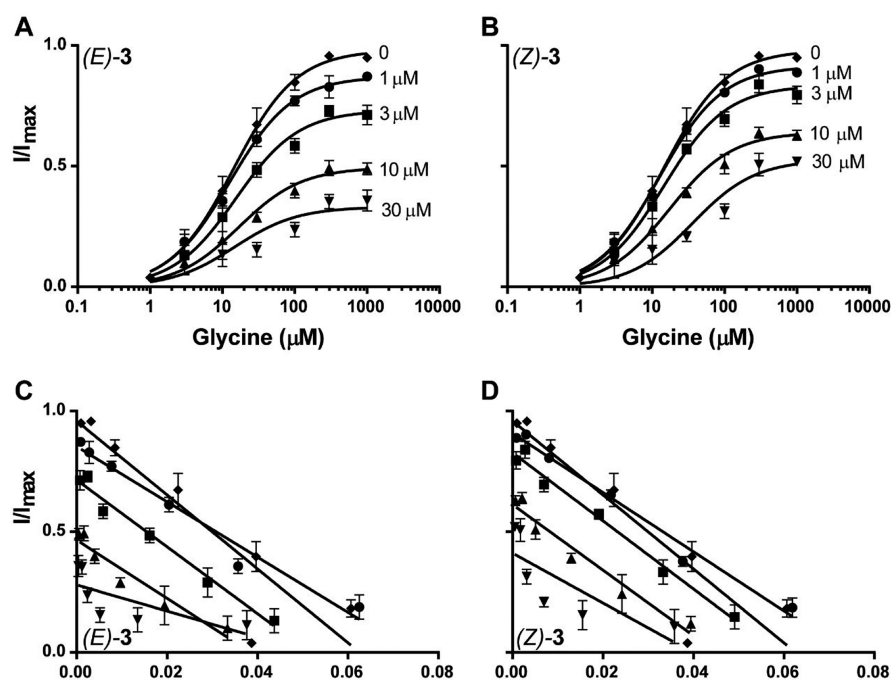 A
(E)-3
1.0
0.5
0.0
I/Imax
0
1 μM
3 μM
10 μM
30 μM
0.1
1
10
100
1000
10000
Glycine (μM)
B
(Z)-3
0
1 μM
3 μM
10 μM
30 μM
0.1
1
10
100
1000
10000
Glycine (μM)
C
1.0
0.5
0.0
I/Imax
(E)-3
0.00
0.02
0.04
0.06
0.08
D
(Z)-3
0.00
0.02
0.04
0.06
0.08